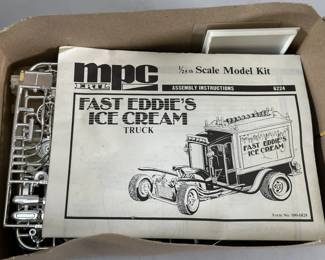 mpc
ERTL
1/25th Scale Model Kit
ASSEMBLY INSTRUCTIONS
6224
FAST EDDIE'S
ICE CREAM
TRUCK
FAST EDDIE'S
ICE CREAM